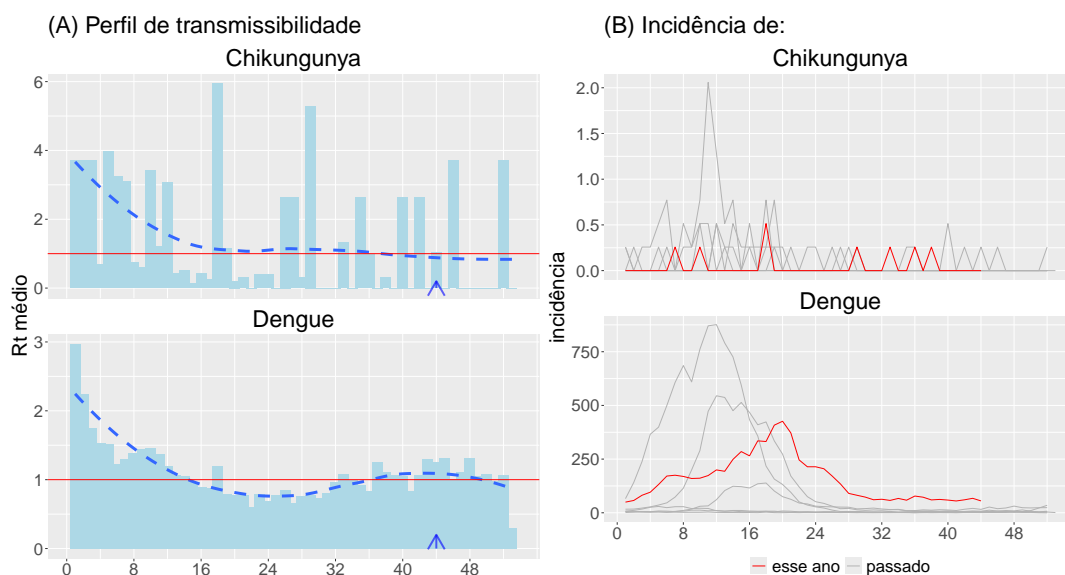 (A) Perfil de transmissibilidade
Chikungunya
6
4
2
0
Dengue
3
2
1
0
0 8 16 24 32 40 48
Rt médio
(B) Incidência de:
Chikungunya
2.0
1.5
1.0
0.5
0.0
Dengue
750
500
250
0
0 8 16 24 32 40 48
incidência
esse ano passado